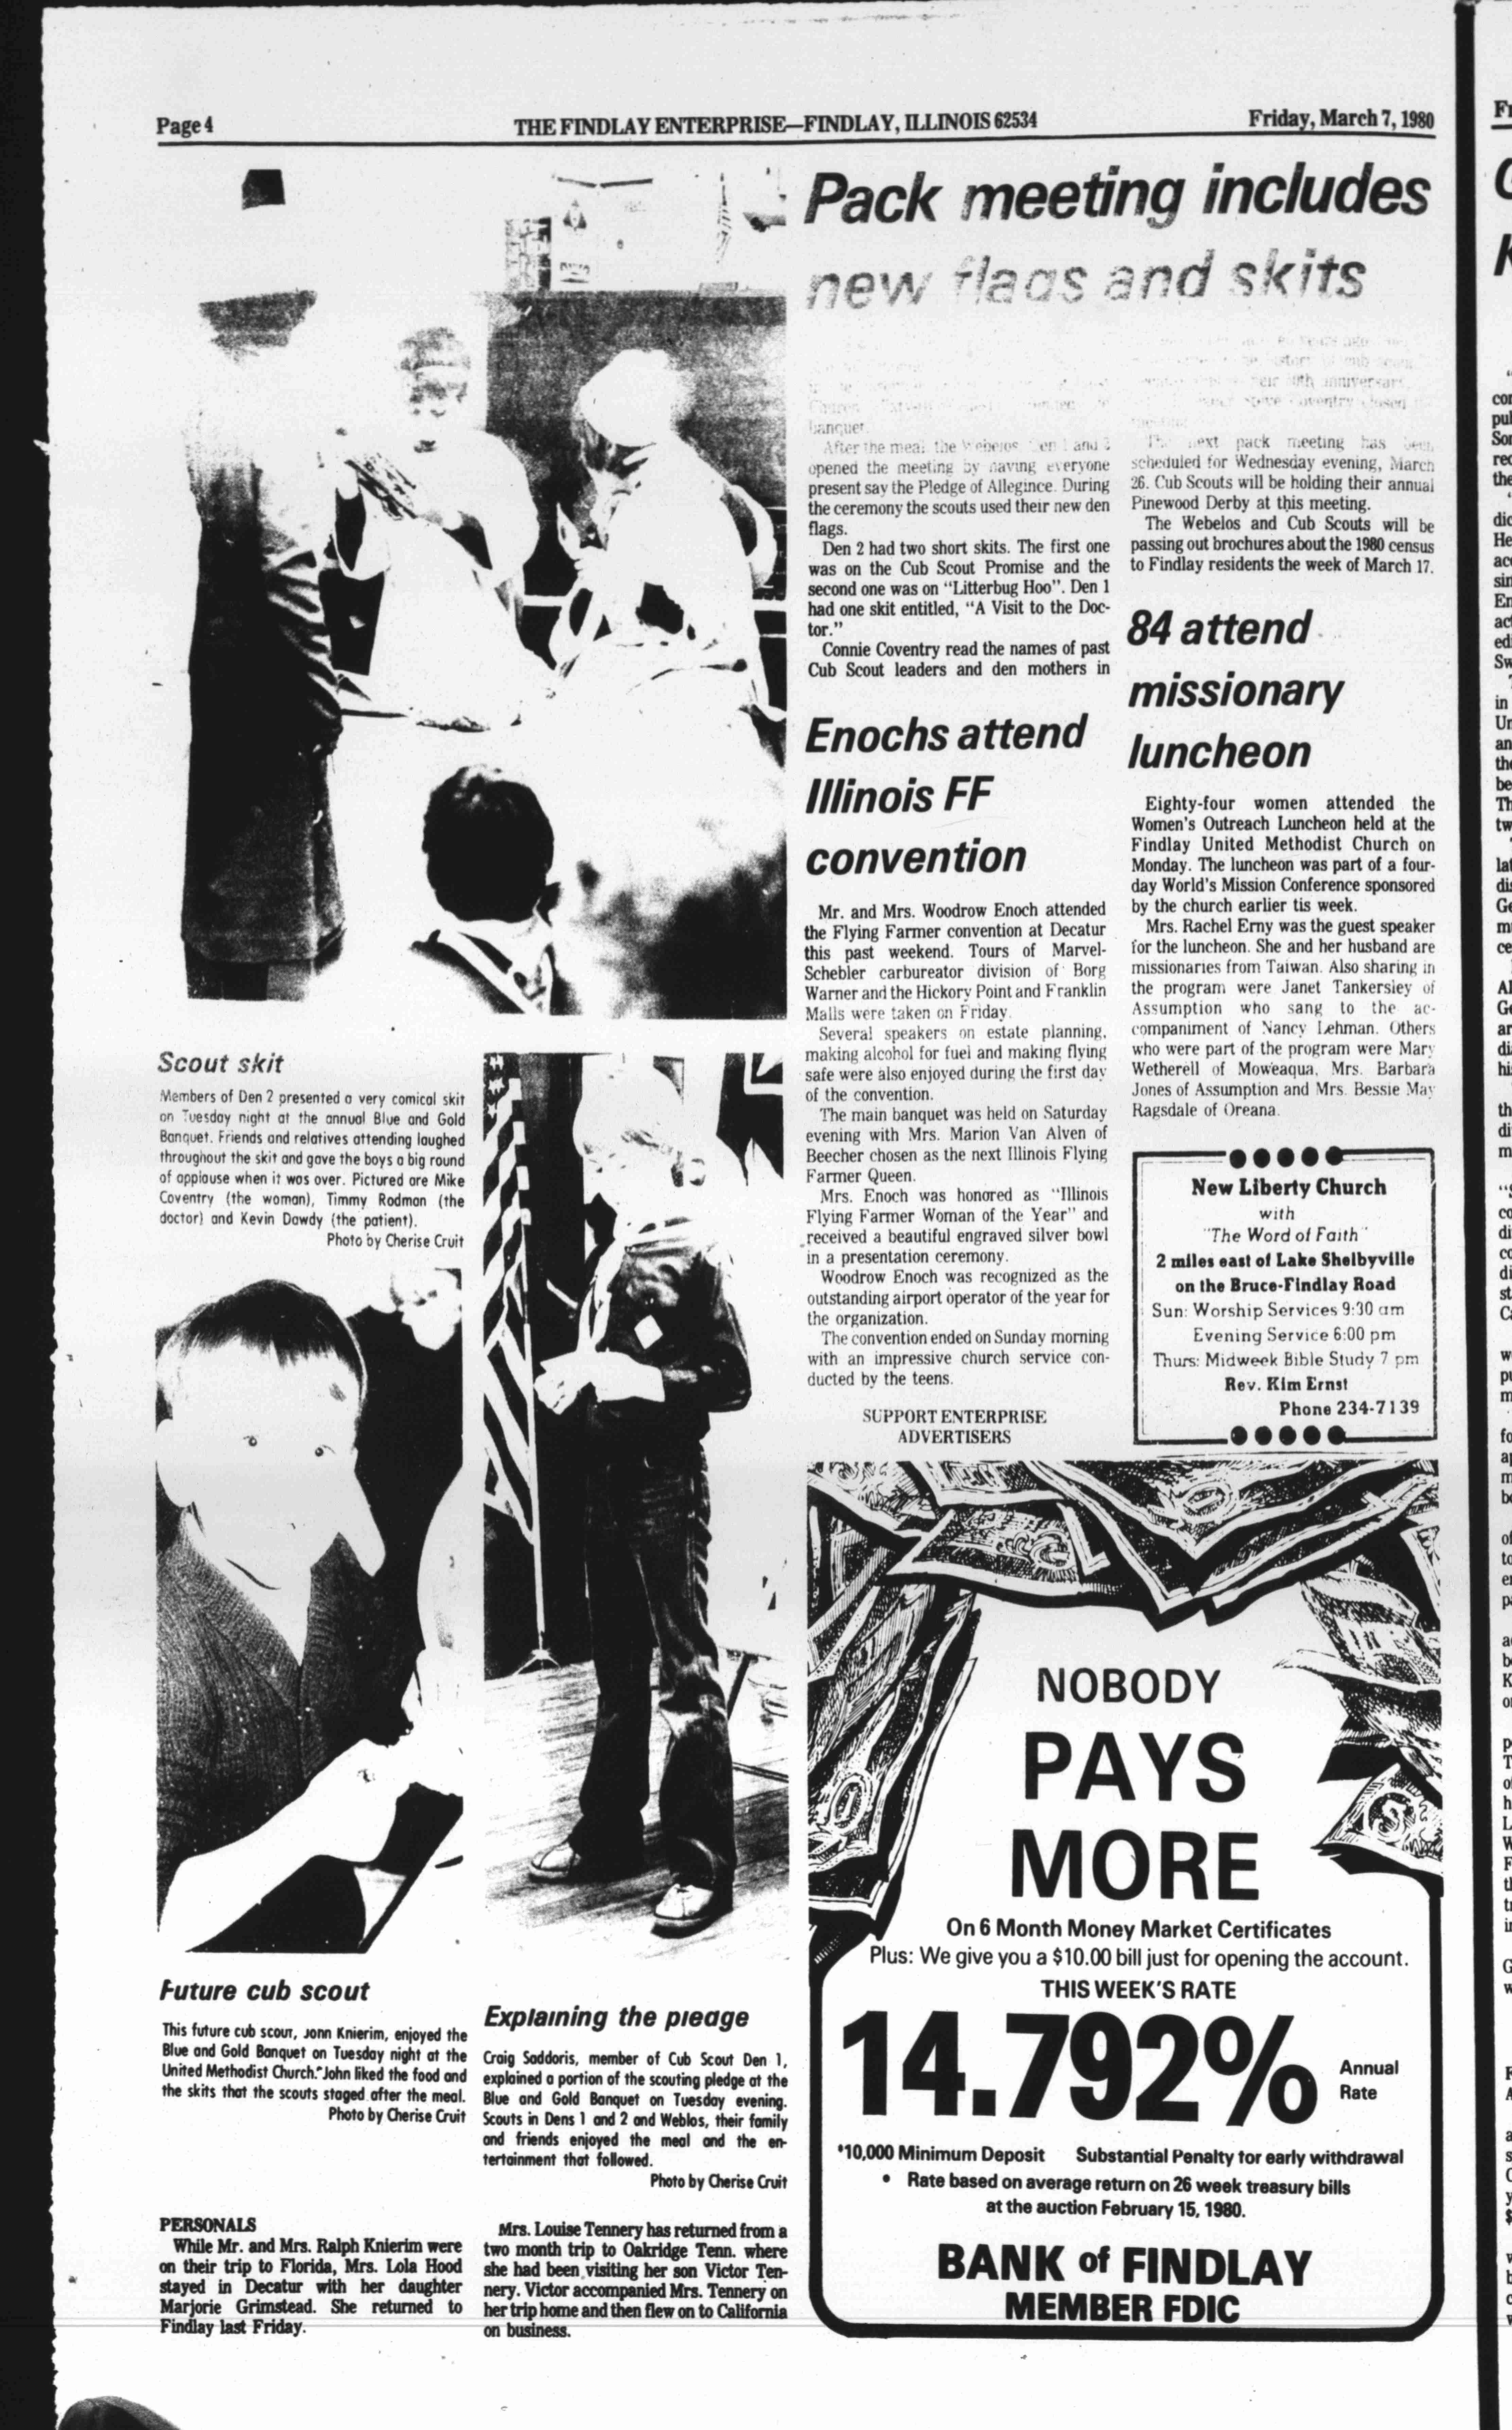 Page 4
THE FINDLAY ENTERPRISE—FINDLAY, ILLINOIS 62534
Friday, March 7, 1980
Pack meeting includes
new flags and skits
banquet.
After the meal the Webelos Den 1 and 3
opened the meeting by having everyone
present say the Pledge of Allegince. During
the ceremony the scouts used their new den
flags.
Den 2 had two short skits. The first one
was on the Cub Scout Promise and the
second one was on "Litterbug Hoo". Den 1
had one skit entitled, "A Visit to the Doc-
tor."
Connie Coventry read the names of past
Cub Scout leaders and den mothers in
anniversary
Steve Coventry closed
The next pack meeting has been
scheduled for Wednesday evening, March
26. Cub Scouts will be holding their annual
Pinewood Derby at this meeting.
The Webelos and Cub Scouts will be
passing out brochures about the 1980 census
to Findlay residents the week of March 17.
Enochs attend
Illinois FF
convention
Mr. and Mrs. Woodrow Enoch attended
the Flying Farmer convention at Decatur
this past weekend. Tours of Marvel-
Schebler carbureator division of Borg
Warner and the Hickory Point and Franklin
Malls were taken on Friday.
Several speakers on estate planning,
making alcohol for fuel and making flying
safe were also enjoyed during the first day
of the convention.
The main banquet was held on Saturday
evening with Mrs. Marion Van Alven of
Beecher chosen as the next Illinois Flying
Farmer Queen.
Mrs. Enoch was honored as "Illinois
Flying Farmer Woman of the Year" and
received a beautiful engraved silver bowl
in a presentation ceremony.
Woodrow Enoch was recognized as the
outstanding airport operator of the year for
the organization.
The convention ended on Sunday morning
with an impressive church service con-
ducted by the teens.
SUPPORT ENTERPRISE
ADVERTISERS
84 attend
missionary
luncheon
Eighty-four women attended the
Women's Outreach Luncheon held at the
Findlay United Methodist Church on
Monday. The luncheon was part of a four-
day World's Mission Conference sponsored
by the church earlier tis week.
Mrs. Rachel Erny was the guest speaker
for the luncheon. She and her husband are
missionaries from Taiwan. Also sharing in
the program were Janet Tankersley of
Assumption who sang to the ac-
companiment of Nancy Lehman. Others
who were part of the program were Mary
Wetherell of Moweaqua, Mrs. Barbara
Jones of Assumption and Mrs. Bessie May
Ragsdale of Oreana.
New Liberty Church
with
"The Word of Faith"
2 miles east of Lake Shelbyville
on the Bruce-Findlay Road
Sun: Worship Services 9:30 am
Evening Service 6:00 pm
Thurs: Midweek Bible Study 7 pm
Rev. Kim Ernst
Phone 234-7139
Scout skit
Members of Den 2 presented a very comical skit
on Tuesday night at the annual Blue and Gold
Banquet. Friends and relatives attending laughed
throughout the skit and gave the boys a big round
of applause when it was over. Pictured are Mike
Coventry (the woman), Timmy Rodman (the
doctor) and Kevin Dawdy (the patient).
Photo by Cherise Cruit
Future cub scout
This future cub scout, John Knierim, enjoyed the
Blue and Gold Banquet on Tuesday night at the
United Methodist Church. John liked the food and
the skits that the scouts staged after the meal.
Photo by Cherise Cruit
Explaining the pledge
Craig Saddoris, member of Cub Scout Den 1,
explained a portion of the scouting pledge at the
Blue and Gold Banquet on Tuesday evening.
Scouts in Dens 1 and 2 and Weblos, their family
and friends enjoyed the meal and the en-
tertainment that followed.
Photo by Cherise Cruit
PERSONALS
While Mr. and Mrs. Ralph Knierim were
on their trip to Florida, Mrs. Lola Hood
stayed in Decatur with her daughter
Marjorie Grimstead. She returned to
Findlay last Friday.
Mrs. Louise Tennery has returned from a
two month trip to Oakridge Tenn. where
she had been visiting her son Victor Ten-
nery. Victor accompanied Mrs. Tennery on
her trip home and then flew on to California
on business.
NOBODY
PAYS
MORE
On 6 Month Money Market Certificates
Plus: We give you a $10.00 bill just for opening the account.
THIS WEEK'S RATE
14.792%
Annual
Rate
$10,000 Minimum Deposit Substantial Penalty for early withdrawal
• Rate based on average return on 26 week treasury bills
at the auction February 15, 1980.
BANK of FINDLAY
MEMBER FDIC